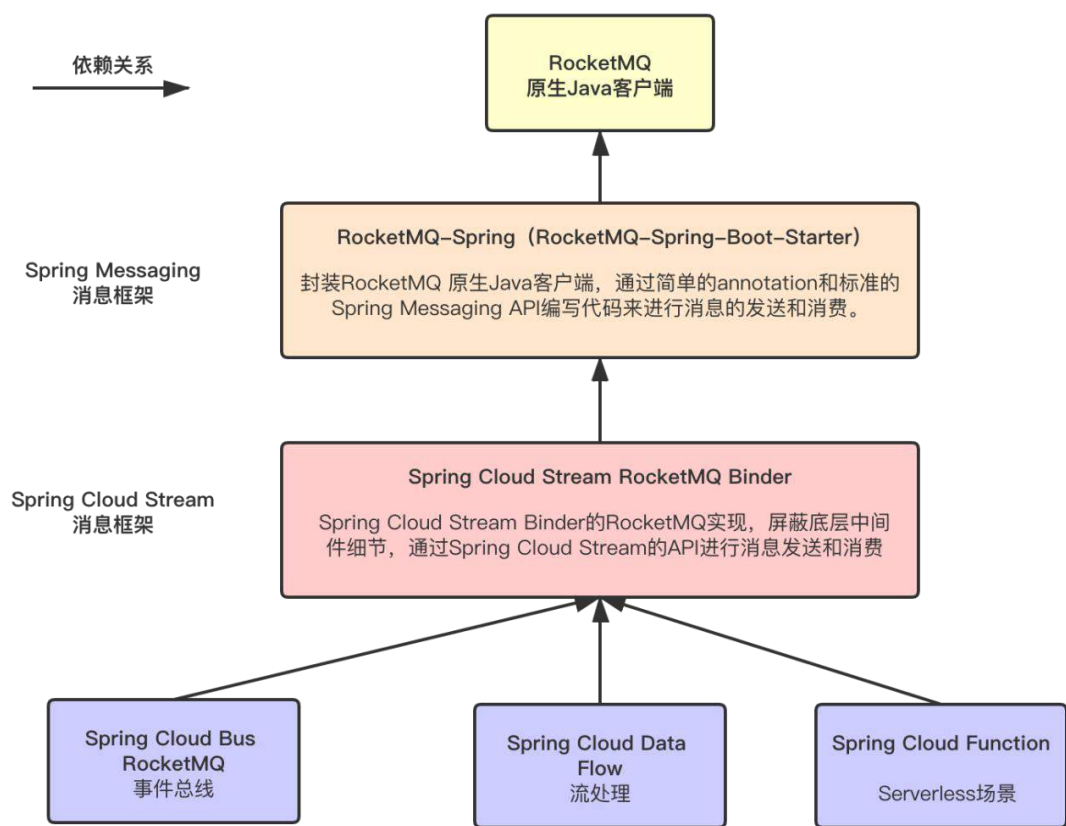 依赖关系
RocketMQ
原生Java客户端
Spring Messaging
消息框架
RocketMQ-Spring（RocketMQ-Spring-Boot-Starter）
封装RocketMQ 原生Java客户端，通过简单的annotation和标准的
Spring Messaging API编写代码来进行消息的发送和消费。
Spring Cloud Stream
消息框架
Spring Cloud Stream RocketMQ Binder
Spring Cloud Stream Binder的RocketMQ实现，屏蔽底层中间
件细节，通过Spring Cloud Stream的API进行消息发送和消费
Spring Cloud Bus
RocketMQ
事件总线
Spring Cloud Data
Flow
流处理
Spring Cloud Function
Serverless场景